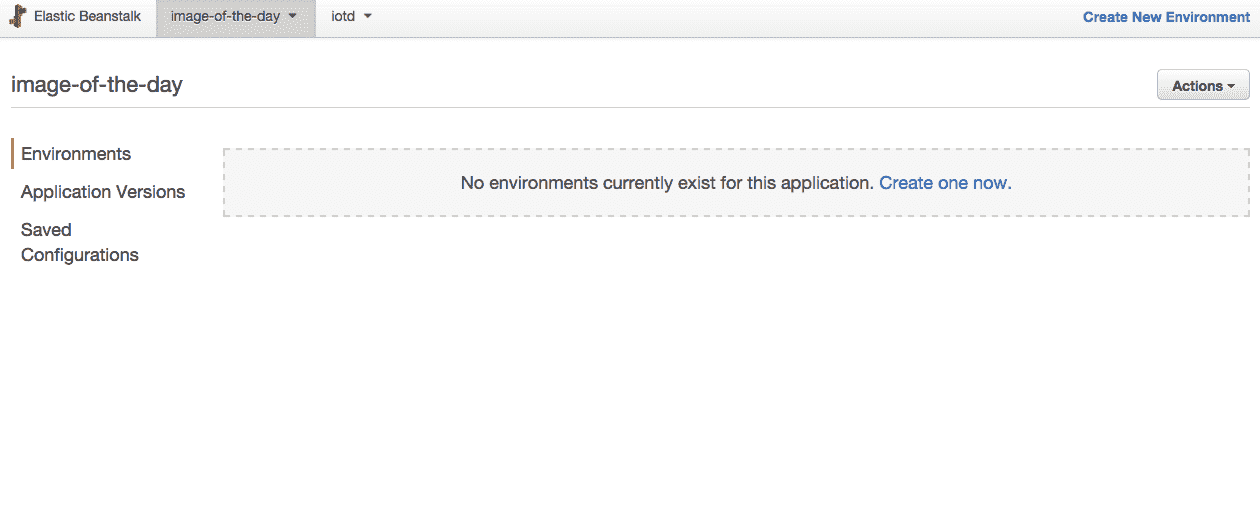 Elastic Beanstalk image-of-the-day iotd Create New Environment
image-of-the-day Actions
Environments
No environments currently exist for this application. Create one now.
Application Versions
Saved
Configurations